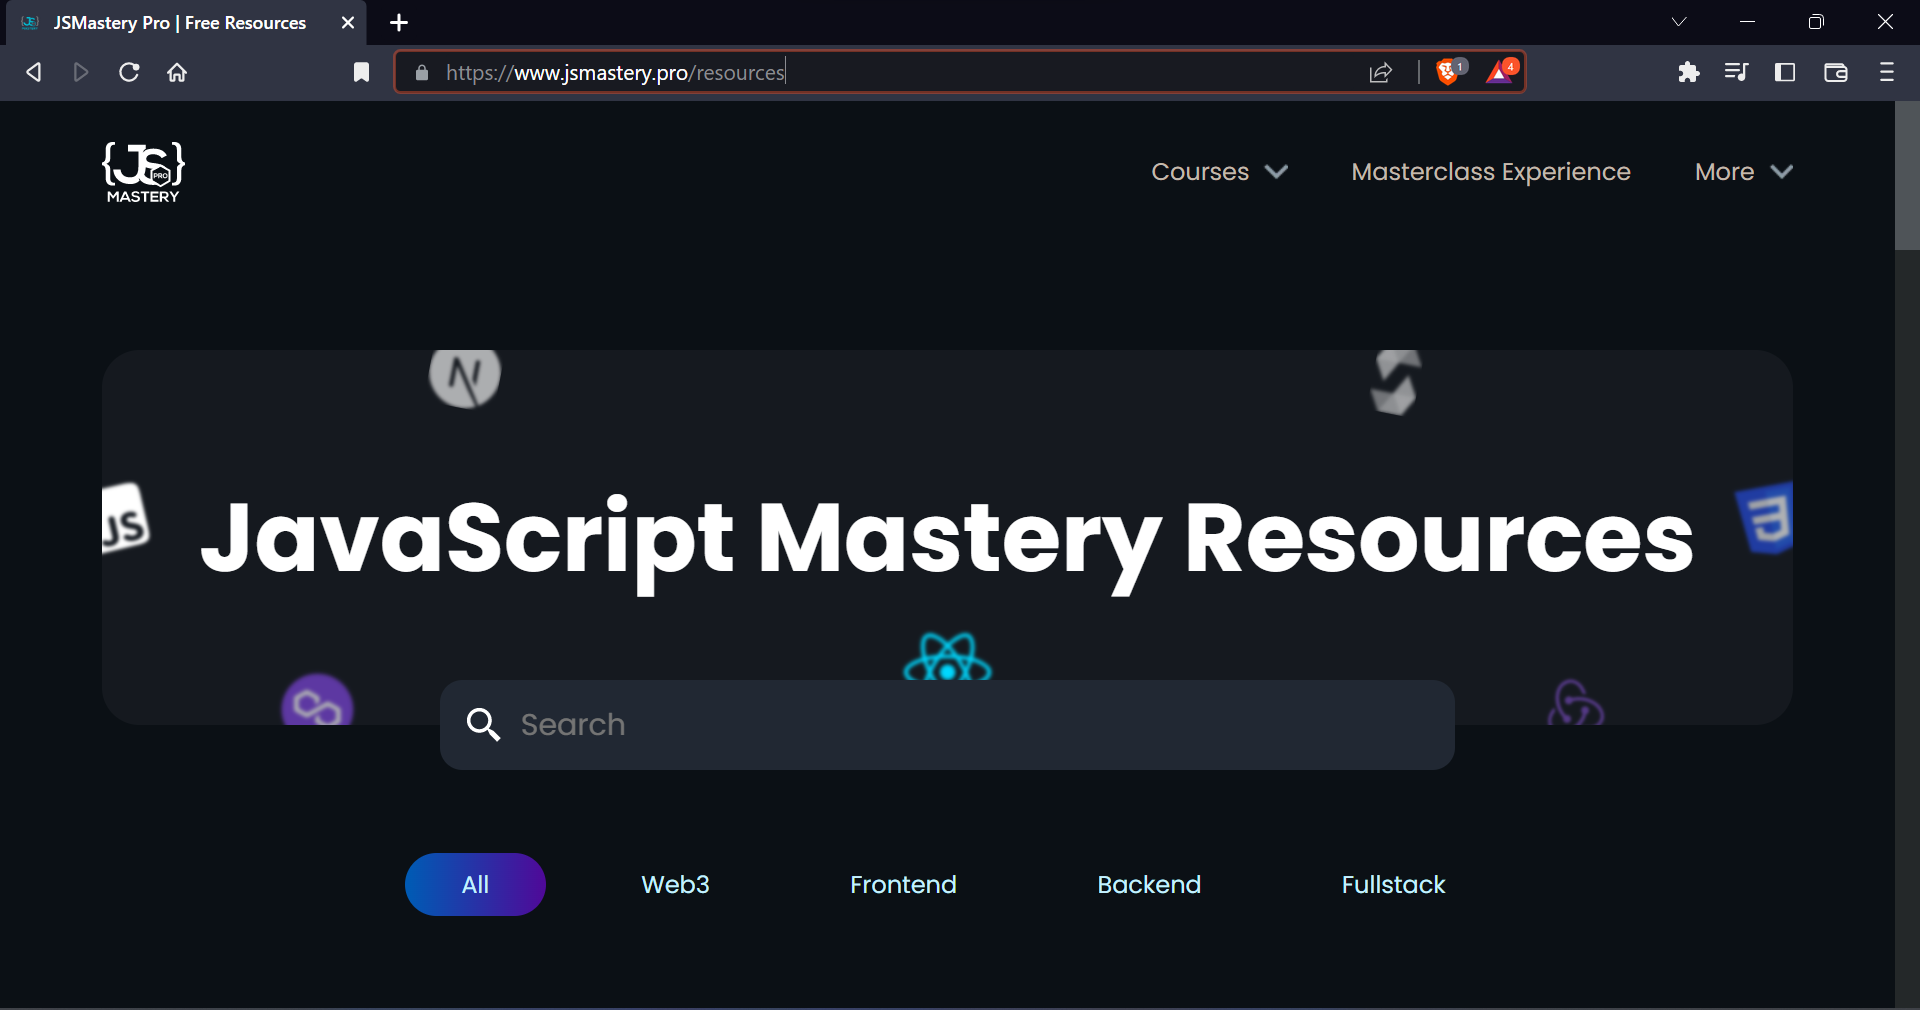 JSMastery Pro | Free Resources
https://www.jsmastery.pro/resources
1
4
{JS}
PRO
MASTERY
Courses
Masterclass Experience
More
N
JS
JavaScript Mastery Resources
Search
All
Web3
Frontend
Backend
Fullstack